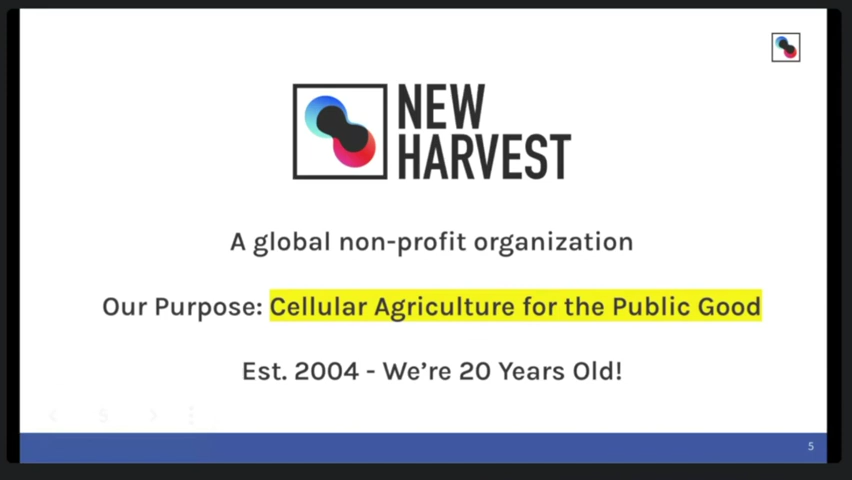 NEW
HARVEST
A global non-profit organization
Our Purpose: Cellular Agriculture for the Public Good
Est. 2004 - We're 20 Years Old!
5
5